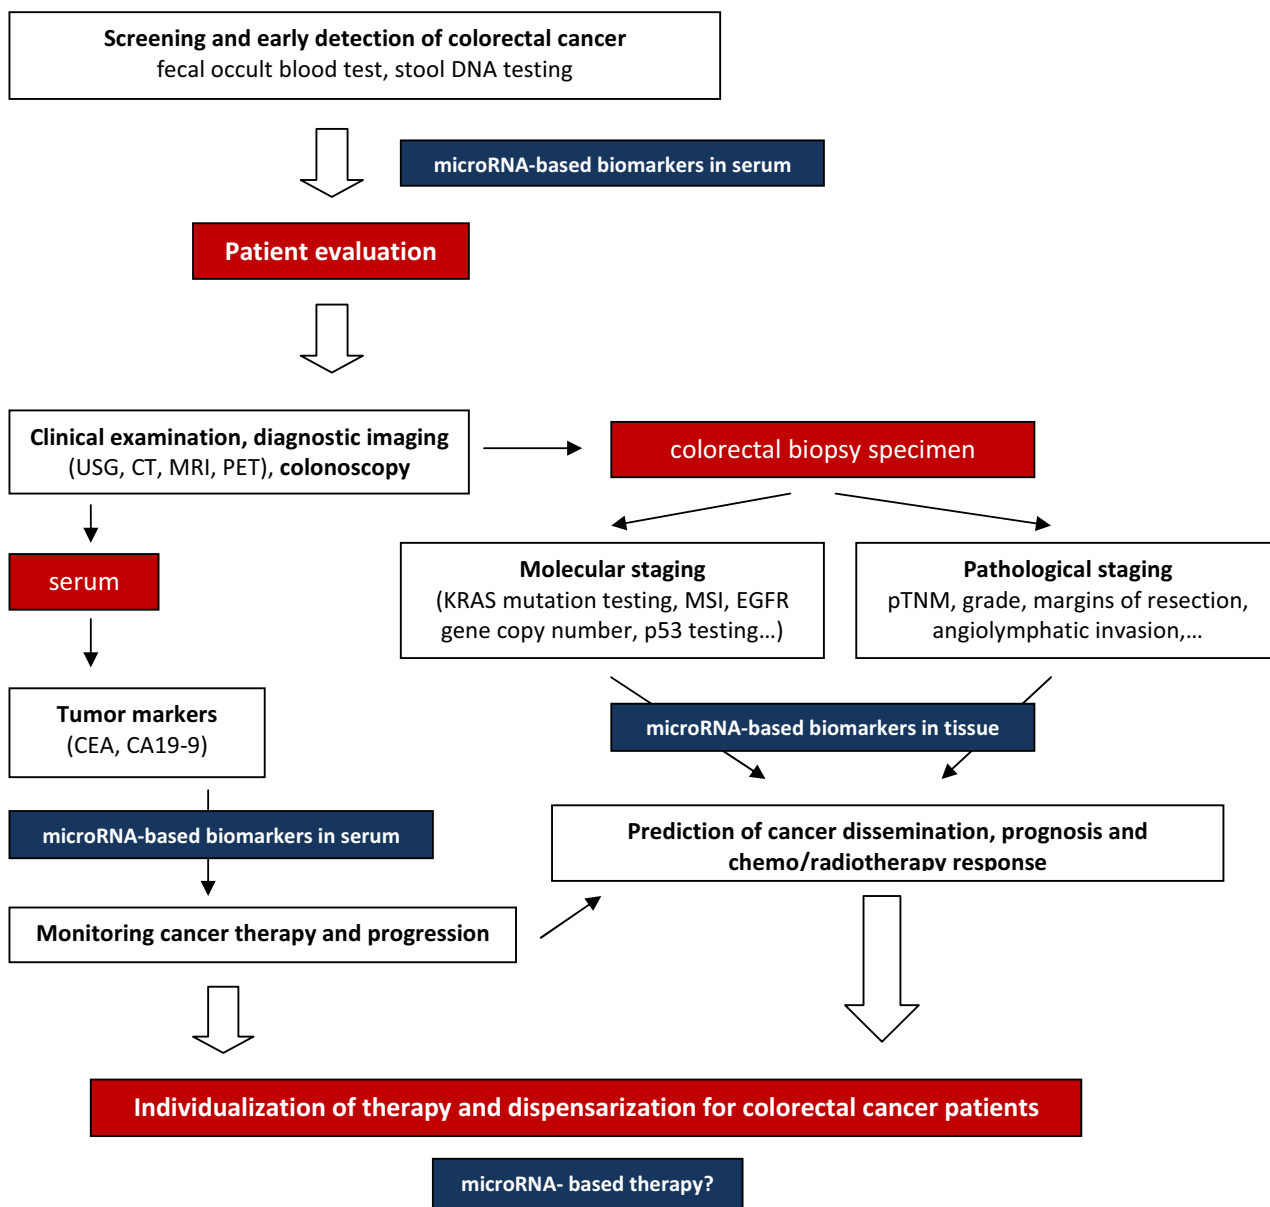 Screening and early detection of colorectal cancer
fecal occult blood test, stool DNA testing
microRNA-based biomarkers in serum
Patient evaluation
Clinical examination, diagnostic imaging
(USG, CT, MRI, PET), colonoscopy
colorectal biopsy specimen
serum
Molecular staging
(KRAS mutation testing, MSI, EGFR
gene copy number, p53 testing…)
Pathological staging
pTNM, grade, margins of resection,
angiolymphatic invasion,…
Tumor markers
(CEA, CA19-9)
microRNA-based biomarkers in tissue
microRNA-based biomarkers in serum
Prediction of cancer dissemination, prognosis and
chemo/radiotherapy response
Monitoring cancer therapy and progression
Individualization of therapy and dispensarization for colorectal cancer patients
microRNA- based therapy?